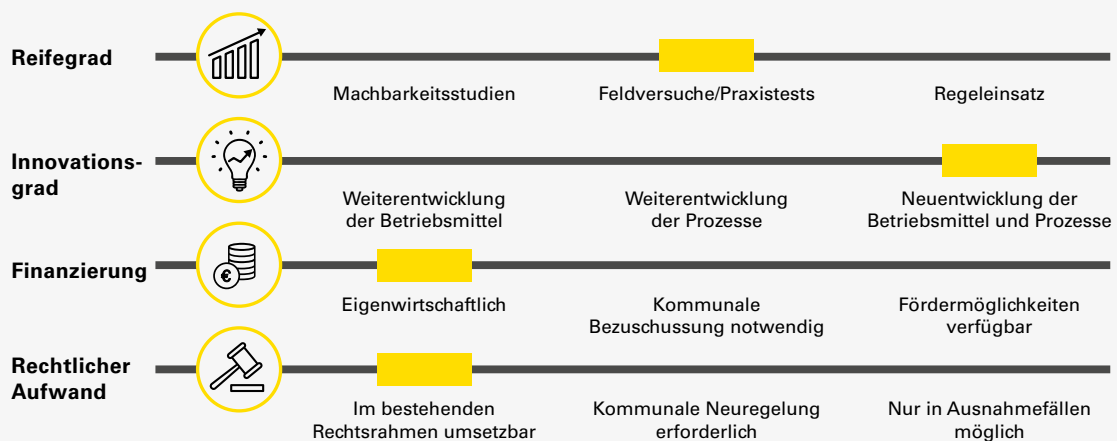 Reifegrad
Machbarkeitsstudien
Feldversuche/Praxistests
Regeleinsatz
Innovations-
grad
Weiterentwicklung
der Betriebsmittel
Weiterentwicklung
der Prozesse
Neuentwicklung der
Betriebsmittel und Prozesse
Finanzierung
€
Eigenwirtschaftlich
Kommunale
Bezuschussung notwendig
Fördermöglichkeiten
verfügbar
Rechtlicher
Aufwand
Im bestehenden
Rechtsrahmen umsetzbar
Kommunale Neuregelung
erforderlich
Nur in Ausnahmefällen
möglich